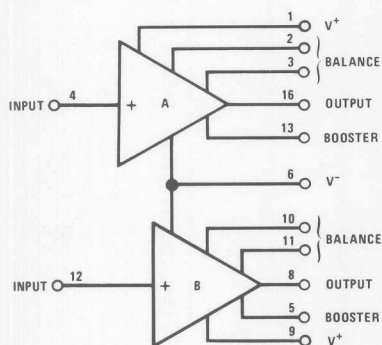 1 V+
2
BALANCE
3
INPUT 4 + A 16 OUTPUT
13 BOOSTER
6 V-
10
BALANCE
11
INPUT 12 + B 8 OUTPUT
5 BOOSTER
9 V+